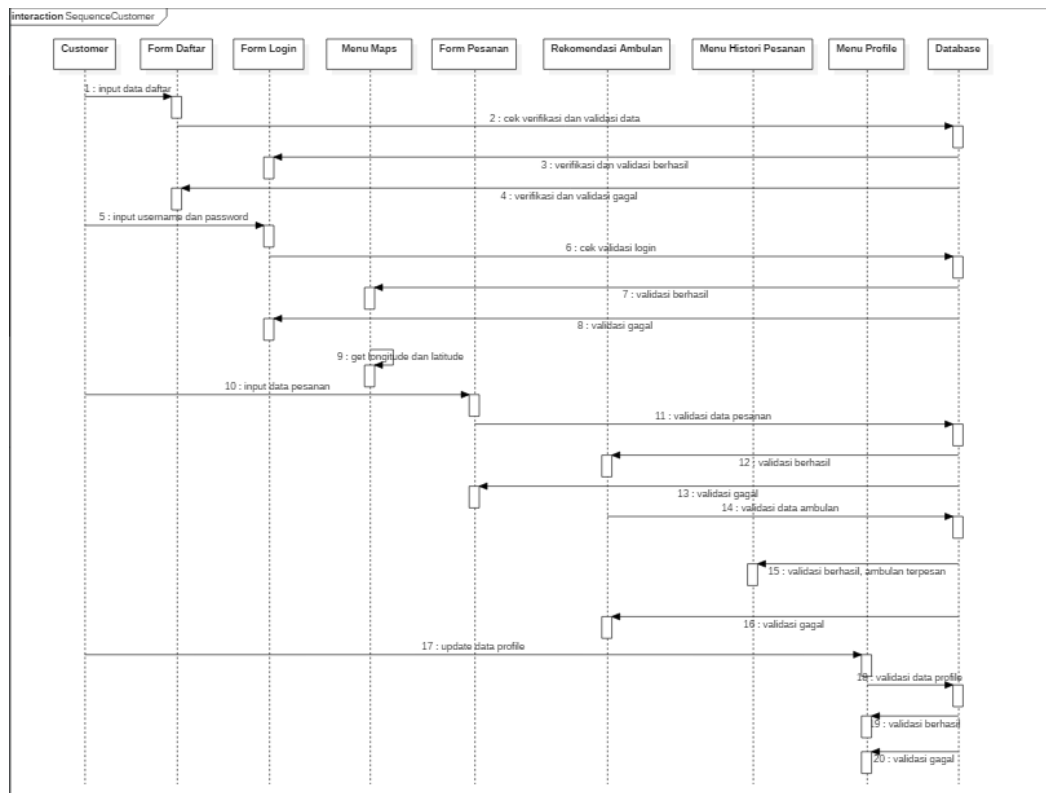 interaction SequenceCustomer
Customer
Form Daftar
Form Login
Menu Maps
Form Pesanan
Rekomendasi Ambulan
Menu Histori Pesanan
Menu Profile
Database
1 : input data daftar
2 : cek verifikasi dan validasi data
3 : verifikasi dan validasi berhasil
4 : verifikasi dan validasi gagal
5 : input username dan password
6 : cek validasi login
7 : validasi berhasil
8 : validasi gagal
9 : get longitude dan latitude
10 : input data pesanan
11 : validasi data pesanan
12 : validasi berhasil
13 : validasi gagal
14 : validasi data ambulan
15 : validasi berhasil, ambulan terpesan
16 : validasi gagal
17 : update data profile
18 : validasi data profile
19 : validasi berhasil
20 : validasi gagal